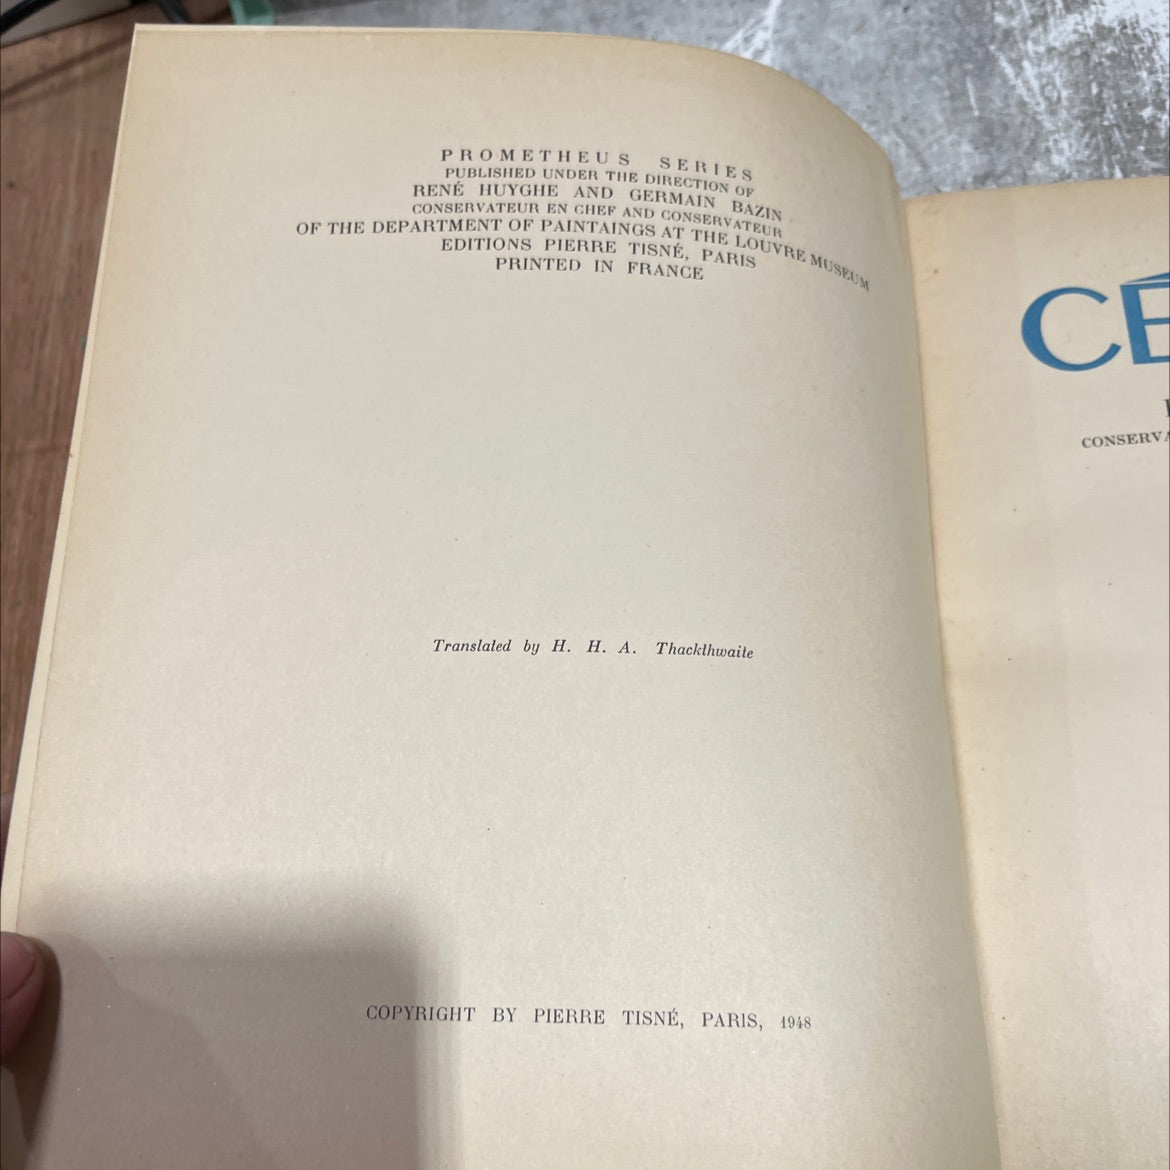 PROMETHEUS SERIES
PUBLISHED UNDER THE DIRECTION OF
RENÉ HUYGHE AND GERMAIN BAZIN
CONSERVATEUR EN CHEF AND CONSERVATEUR
OF THE DEPARTMENT OF PAINTAINGS AT THE LOUVRE MUSEUM
EDITIONS PIERRE TISNÉ, PARIS
PRINTED IN FRANCE
Translated by H. H. A. Thackthwaite
COPYRIGHT BY PIERRE TISNÉ, PARIS, 1948
CÉ
CONSERVA